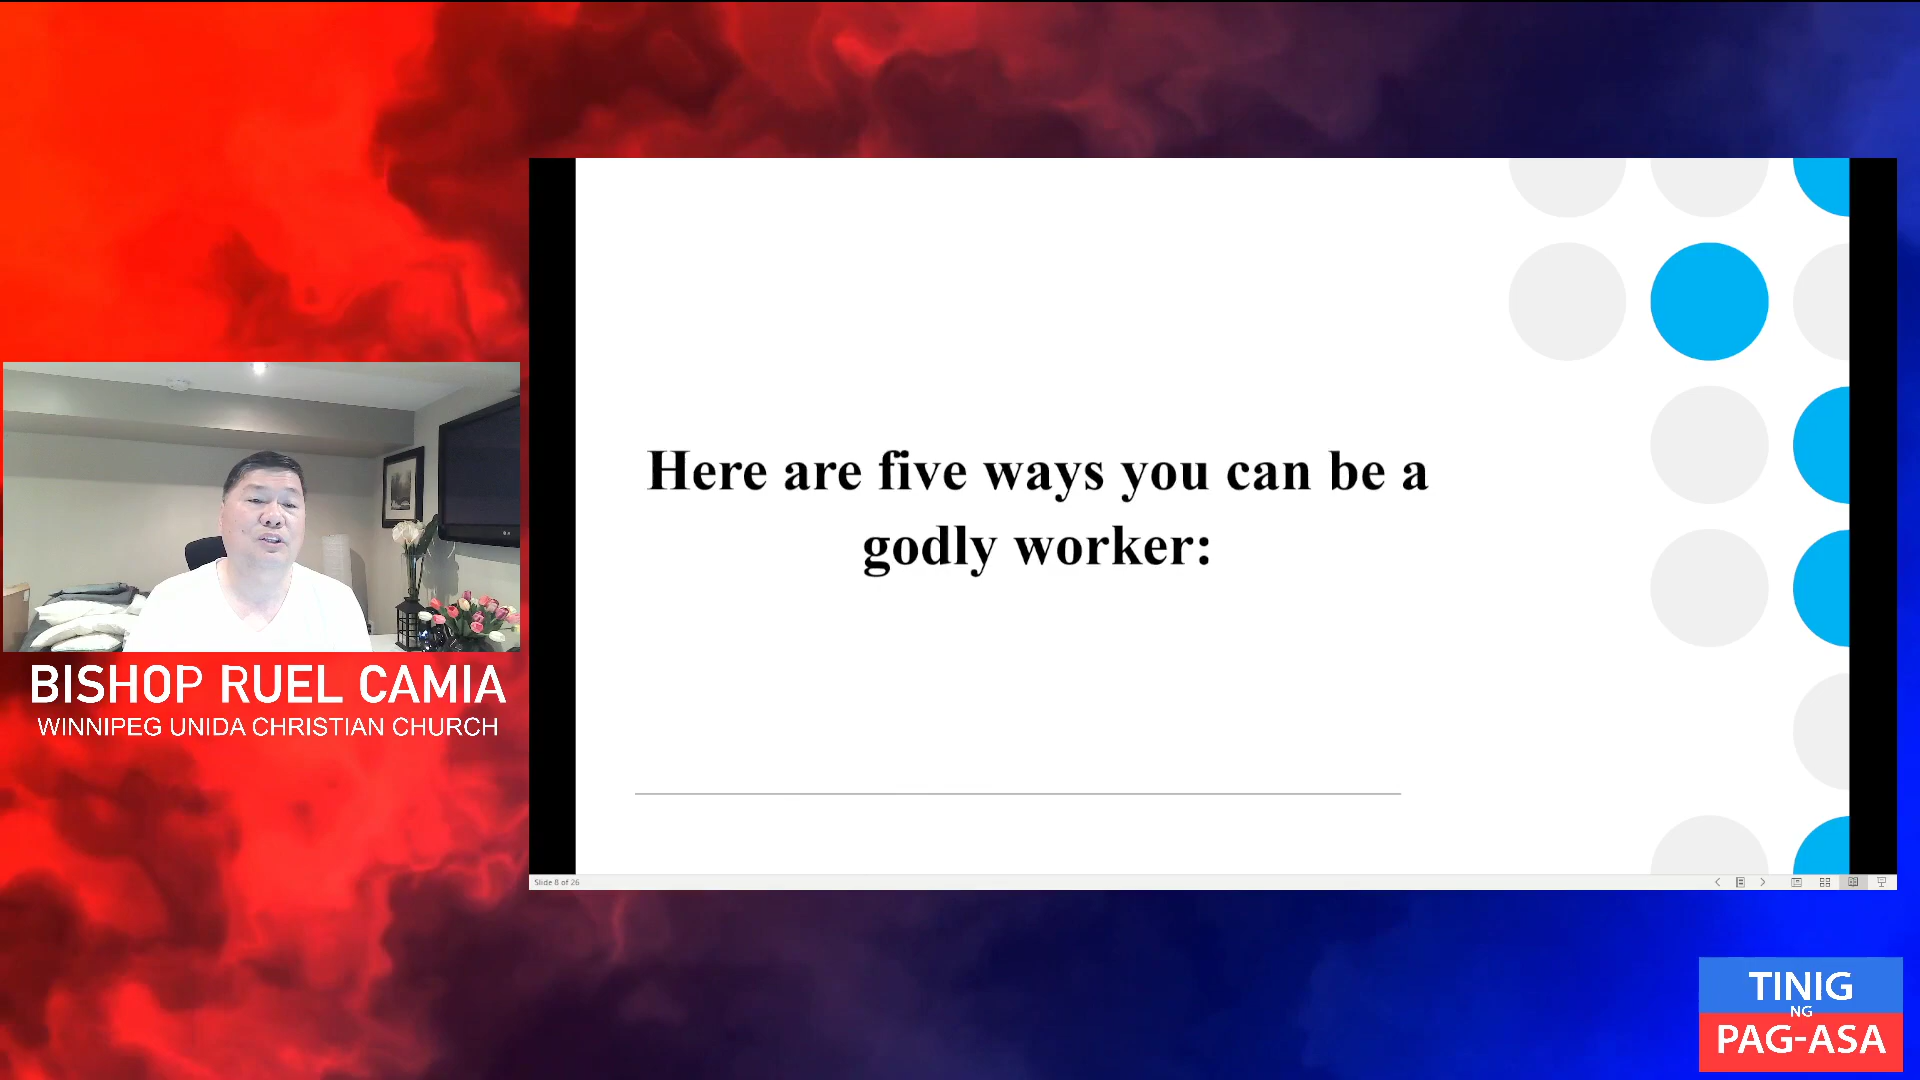 Here are five ways you can be a
godly worker:
BISHOP RUEL CAMIA
WINNIPEG UNIDA CHRISTIAN CHURCH
Slide 8 of 26
TINIG
NG
PAG-ASA